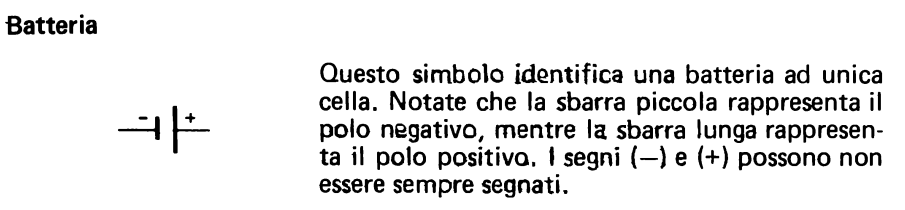 Batteria
- +
Questo simbolo identifica una batteria ad unica
cella. Notate che la sbarra piccola rappresenta il
polo negativo, mentre la sbarra lunga rappresen-
ta il polo positivo. I segni (—) e (+) possono non
essere sempre segnati.